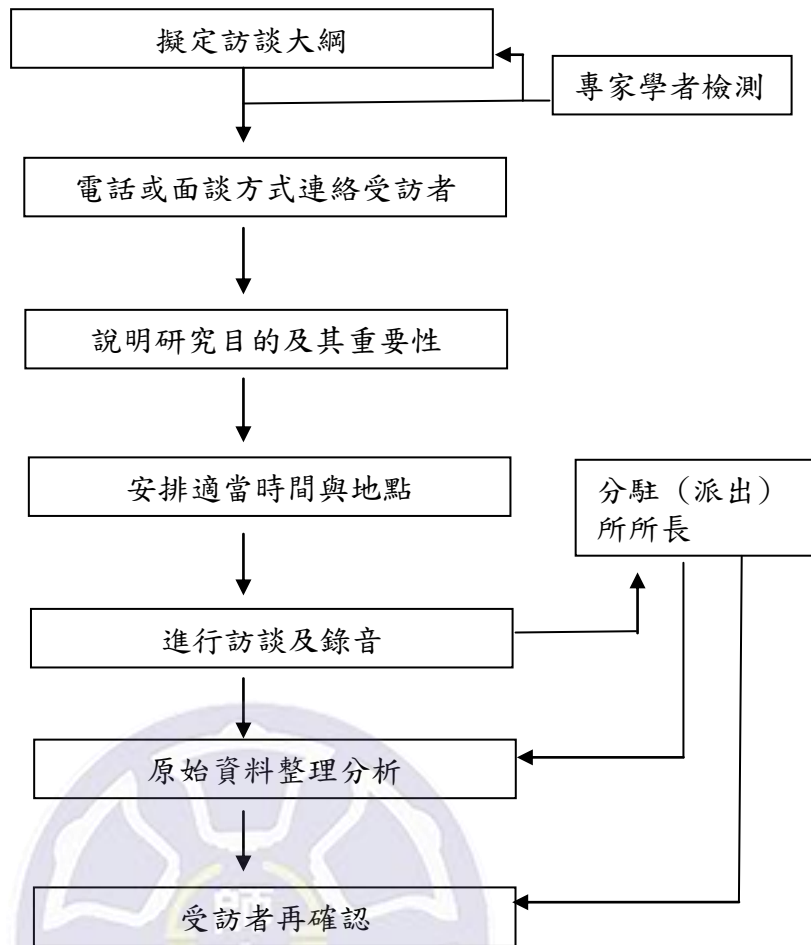 擬定訪談大綱
專家學者檢測
電話或面談方式連絡受訪者
說明研究目的及其重要性
安排適當時間與地點
分駐（派出）
所所長
進行訪談及錄音
原始資料整理分析
受訪者再確認
師